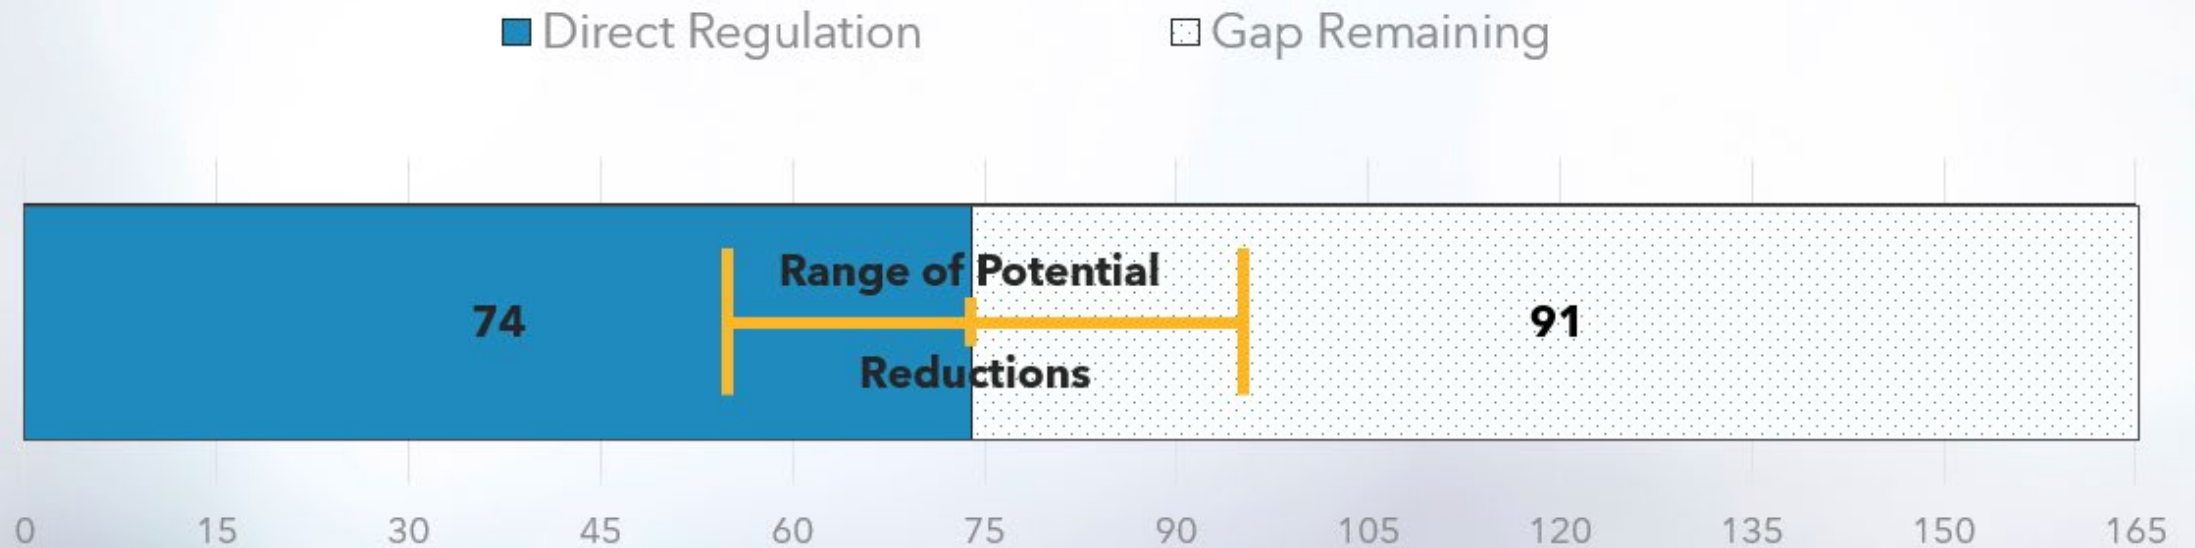 Direct Regulation Gap Remaining
Range of Potential
74 91
Reductions
0 15 30 45 60 75 90 105 120 135 150 165